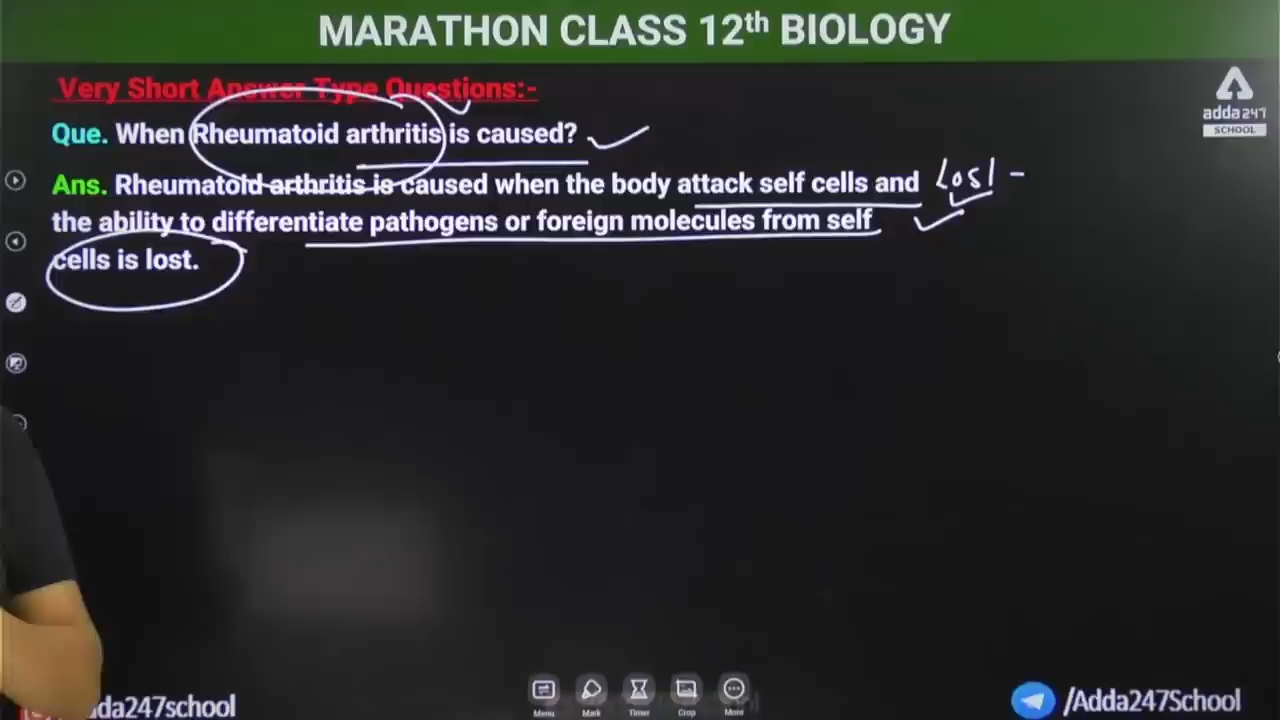 MARATHON CLASS 12th BIOLOGY
Very Short Answer Type Questions:-
adda247
SCHOOL
Que. When Rheumatoid arthritis is caused?
Ans. Rheumatoid arthritis is caused when the body attack self cells and lost -
the ability to differentiate pathogens or foreign molecules from self
cells is lost.
Menu Mark Timer Crop More
dda247school
/Adda247School